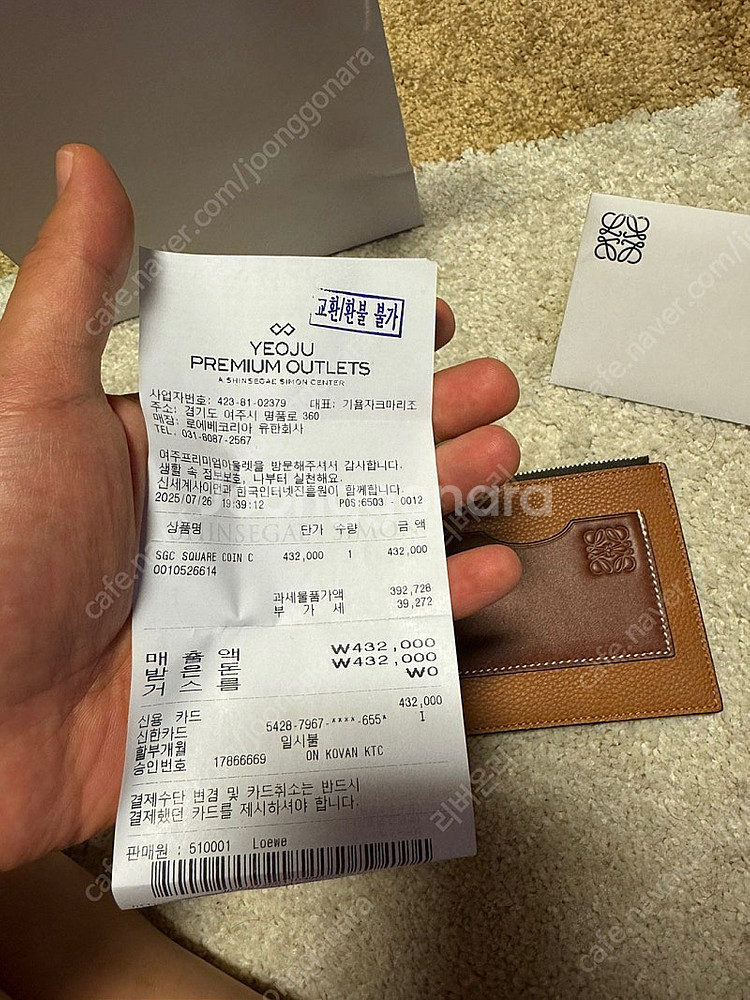 교환/환불 불가
YEOJU
PREMIUM OUTLETS
A SHINSEGAE SIMON CENTER
사업자번호: 423-81-02379 대표: 기욤자크마리조
주소: 경기도 여주시 명품로 360
매장: 로에베코리아 유한회사
TEL. 031-8087-2567
여주프리미엄아울렛을 방문해주셔서 감사합니다.
생활 속 정보보호, 나부터 실천해요.
신세계사이먼과 한국인터넷진흥원이 함께합니다.
2025/07/26 19:39:12 POS:6503 - 0012
상품명 단가 수량 금 액
SGC SQUARE COIN C 432,000 1 432,000
0010526614
과세물품가액 392,728
부 가 세 39,272
매 출 액 ₩432,000
받 은 돈 ₩432,000
거 스 름 ₩0
신용 카드 432,000
신한카드 5428-7967-****-655* I
할부개월 일시불
승인번호 17866669 ON KOVAN KTC
결제수단 변경 및 카드취소는 반드시
결제했던 카드를 제시하셔야 합니다.
판매원 : 510001 Loewe
cafe.naver.com/joonggonara